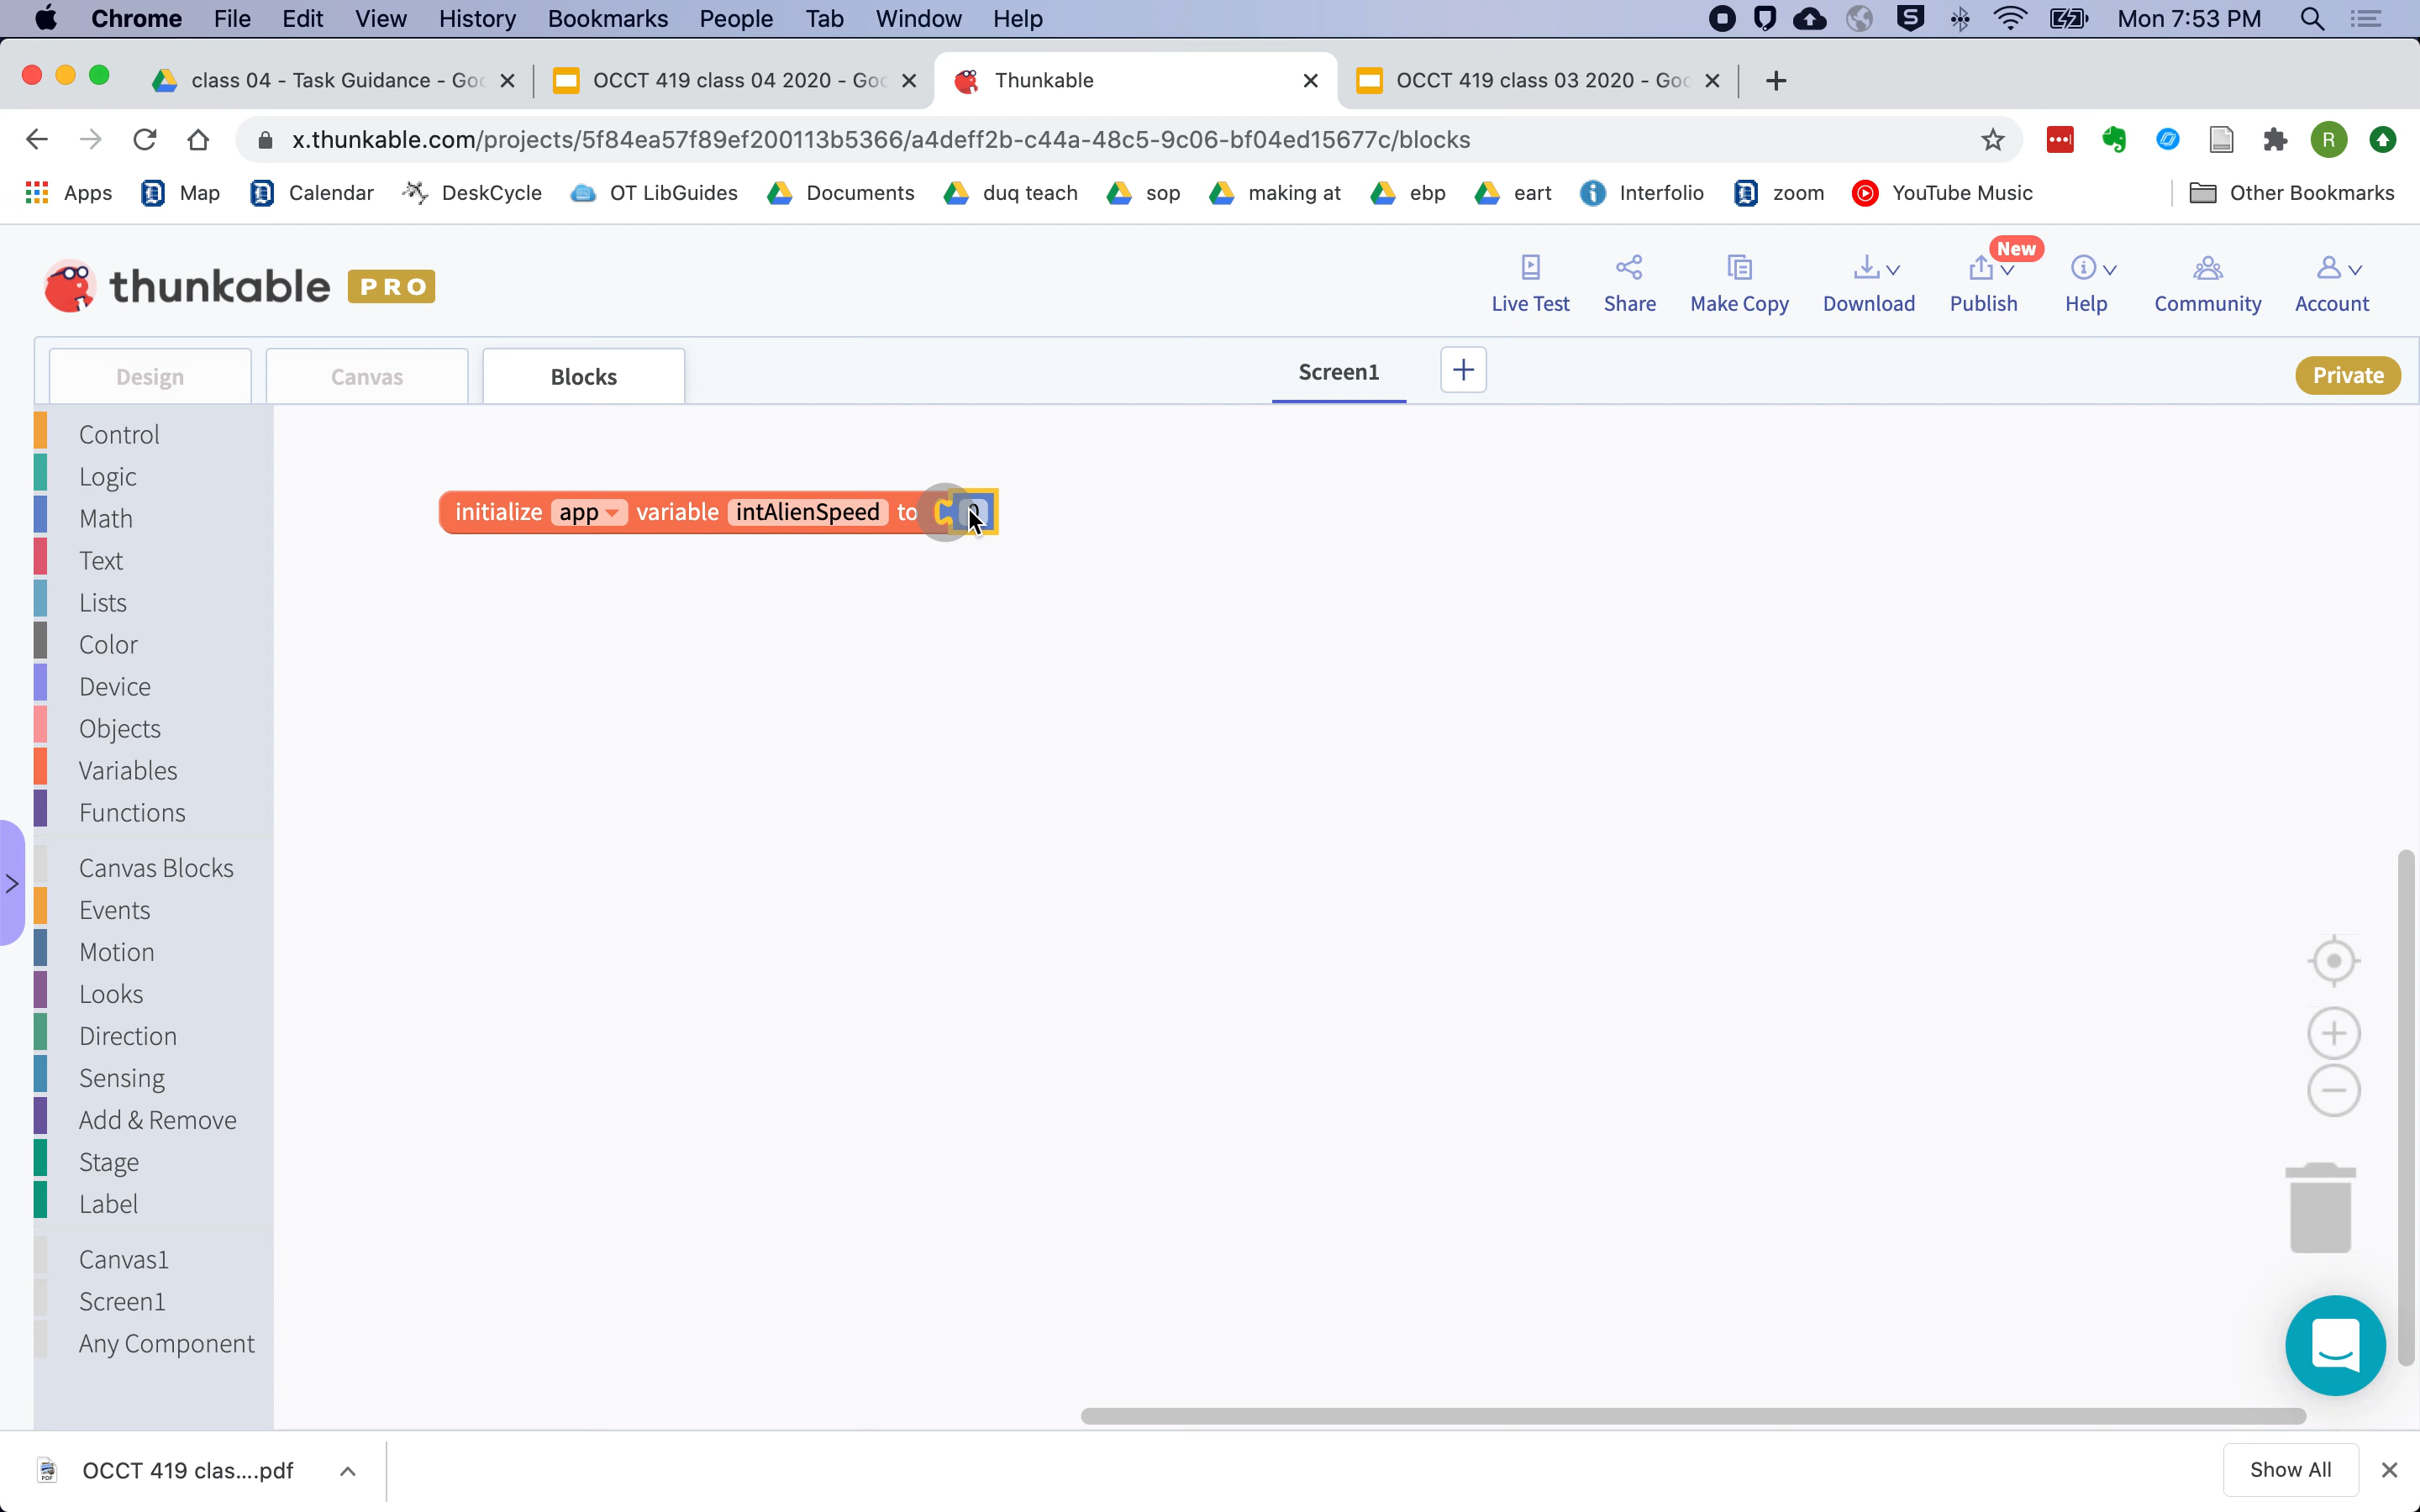 Chrome File Edit View History Bookmarks People Tab Window Help Mon 7:53 PM
class 04 - Task Guidance - Goo OCCT 419 class 04 2020 - Goo Thunkable OCCT 419 class 03 2020 - Goo
x.thunkable.com/projects/5f84ea57f89ef200113b5366/a4deff2b-c44a-48c5-9c06-bf04ed15677c/blocks R
Apps Map Calendar DeskCycle OT LibGuides Documents duq teach sop making at ebp eart Interfolio zoom YouTube Music Other Bookmarks
thunkable PRO
New
Live Test Share Make Copy Download Publish Help Community Account
Design Canvas Blocks Screen1 + Private
Control
Logic
initialize app variable intAlienSpeed to 0
Math
Text
Lists
Color
Device
Objects
Variables
Functions
Canvas Blocks
Events
Motion
Looks
Direction
Sensing
Add & Remove
Stage
Label
Canvas1
Screen1
Any Component
OCCT 419 clas....pdf Show All